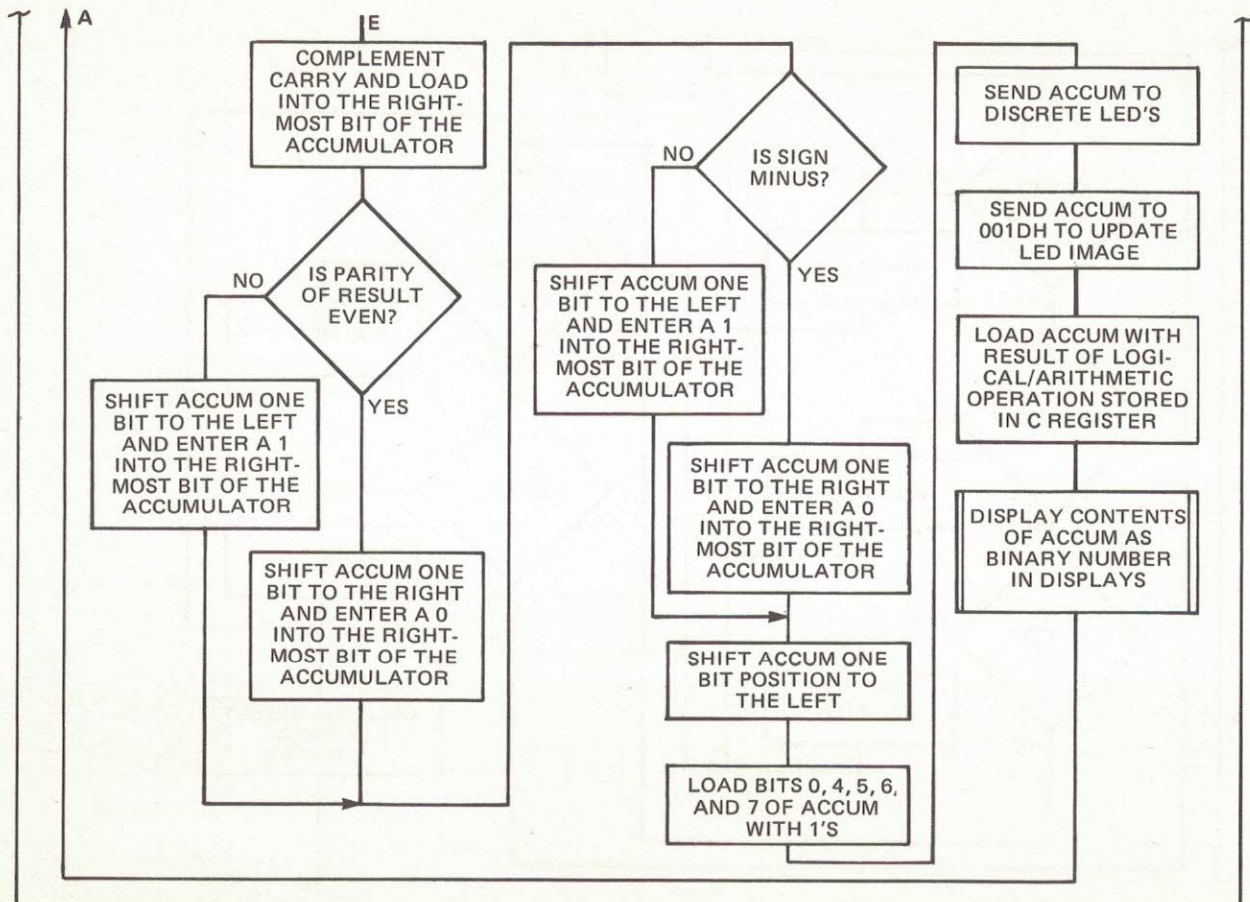 A
E
COMPLEMENT
CARRY AND LOAD
INTO THE RIGHT-
MOST BIT OF THE
ACCUMULATOR
NO
IS PARITY
OF RESULT
EVEN?
YES
SHIFT ACCUM ONE
BIT TO THE LEFT
AND ENTER A 1
INTO THE RIGHT-
MOST BIT OF THE
ACCUMULATOR
SHIFT ACCUM ONE
BIT TO THE RIGHT
AND ENTER A 0
INTO THE RIGHT-
MOST BIT OF THE
ACCUMULATOR
NO
IS SIGN
MINUS?
YES
SHIFT ACCUM ONE
BIT TO THE LEFT
AND ENTER A 1
INTO THE RIGHT-
MOST BIT OF THE
ACCUMULATOR
SHIFT ACCUM ONE
BIT TO THE RIGHT
AND ENTER A 0
INTO THE RIGHT-
MOST BIT OF THE
ACCUMULATOR
SHIFT ACCUM ONE
BIT POSITION TO
THE LEFT
LOAD BITS 0, 4, 5, 6,
AND 7 OF ACCUM
WITH 1'S
SEND ACCUM TO
DISCRETE LED'S
SEND ACCUM TO
001DH TO UPDATE
LED IMAGE
LOAD ACCUM WITH
RESULT OF LOGI-
CAL/ARITHMETIC
OPERATION STORED
IN C REGISTER
DISPLAY CONTENTS
OF ACCUM AS
BINARY NUMBER
IN DISPLAYS